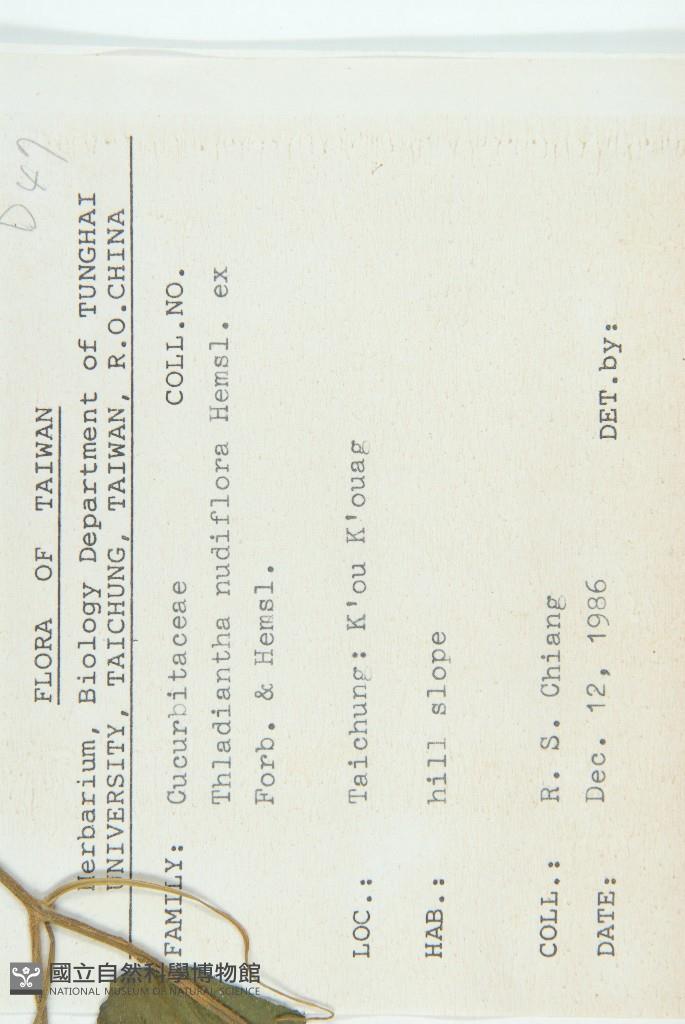 D 47
FLORA OF TAIWAN
Herbarium, Biology Department of TUNGHAI
UNIVERSITY, TAICHUNG, TAIWAN, R.O.CHINA
FAMILY: Cucurbitaceae COLL.NO.
Thladiantha nudiflora Hemsl. ex
Forb. & Hemsl.
LOC.: Taichung: K'ou K'ouag
HAB.: hill slope
COLL.: R. S. Chiang
DATE: Dec. 12, 1986 DET.by:
國立自然科學博物館
NATIONAL MUSEUM OF NATURAL SCIENCE